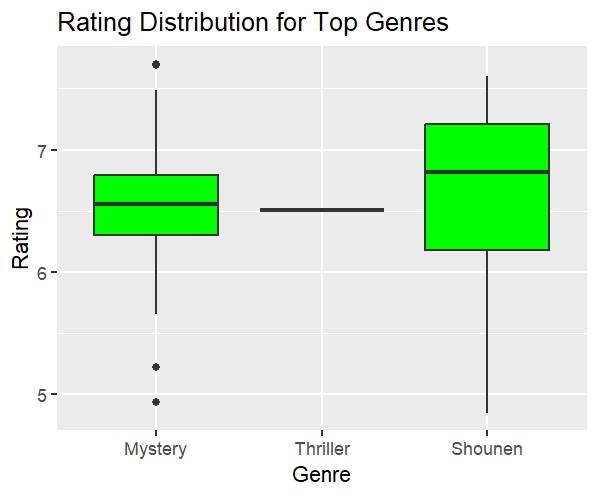 Rating Distribution for Top Genres
Rating
7
6
5
Mystery Thriller Shounen
Genre